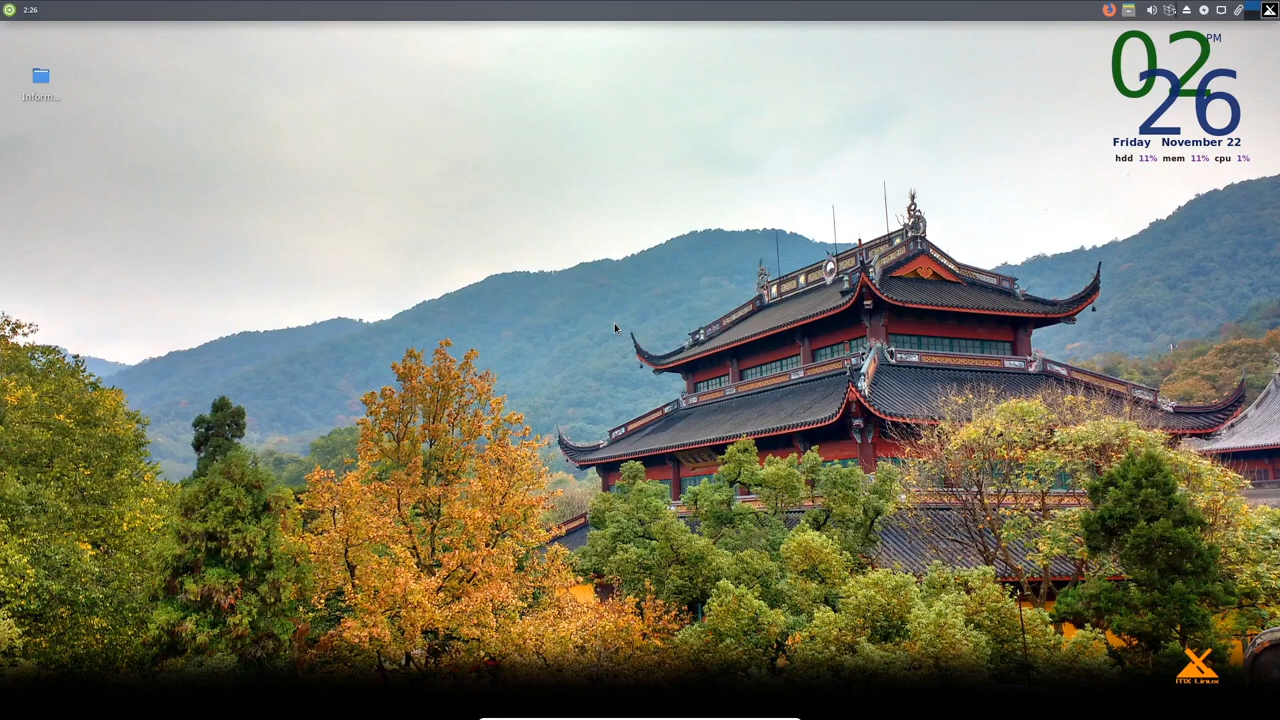 2:26
Inform...
02 PM
26
Friday November 22
hdd 11% mem 11% cpu 1%
MX Linux